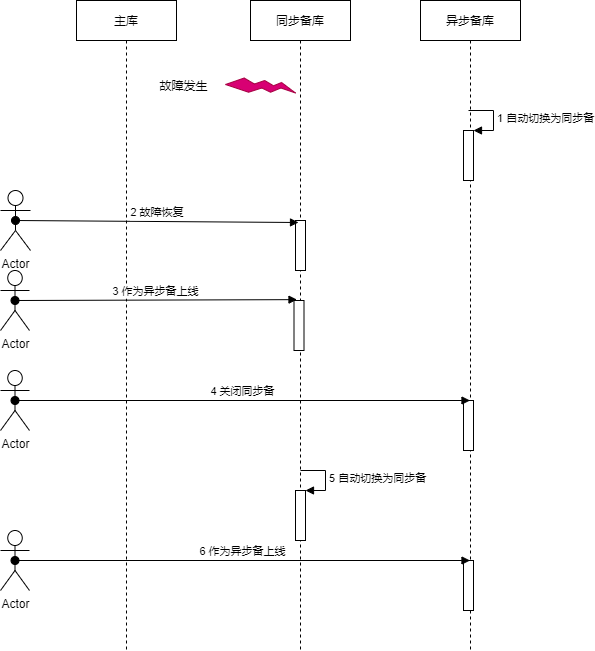 主库
同步备库
异步备库
故障发生
1 自动切换为同步备
2 故障恢复
Actor
3 作为异步备上线
Actor
4 关闭同步备
Actor
5 自动切换为同步备
6 作为异步备上线
Actor